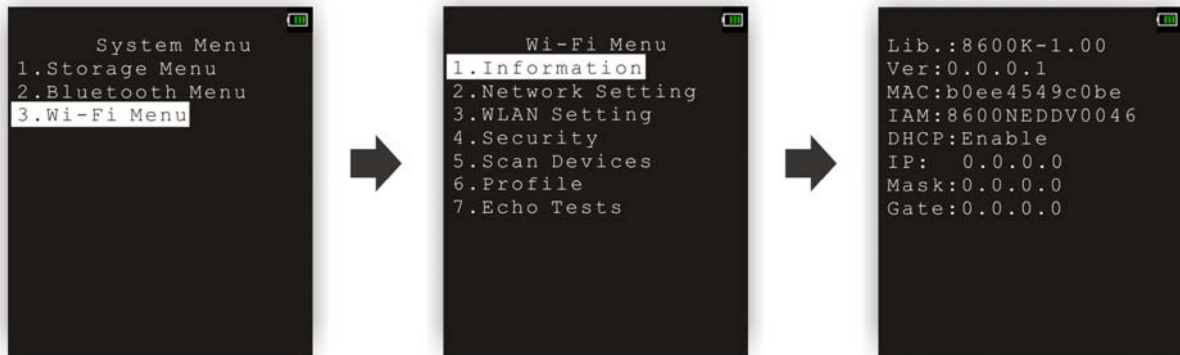 System Menu
1.Storage Menu
2.Bluetooth Menu
3.Wi-Fi Menu
Wi-Fi Menu
1.Information
2.Network Setting
3.WLAN Setting
4.Security
5.Scan Devices
6.Profile
7.Echo Tests
Lib.:8600K-1.00
Ver:0.0.0.1
MAC:b0ee4549c0be
IAM:8600NEDDV0046
DHCP:Enable
IP: 0.0.0.0
Mask:0.0.0.0
Gate:0.0.0.0